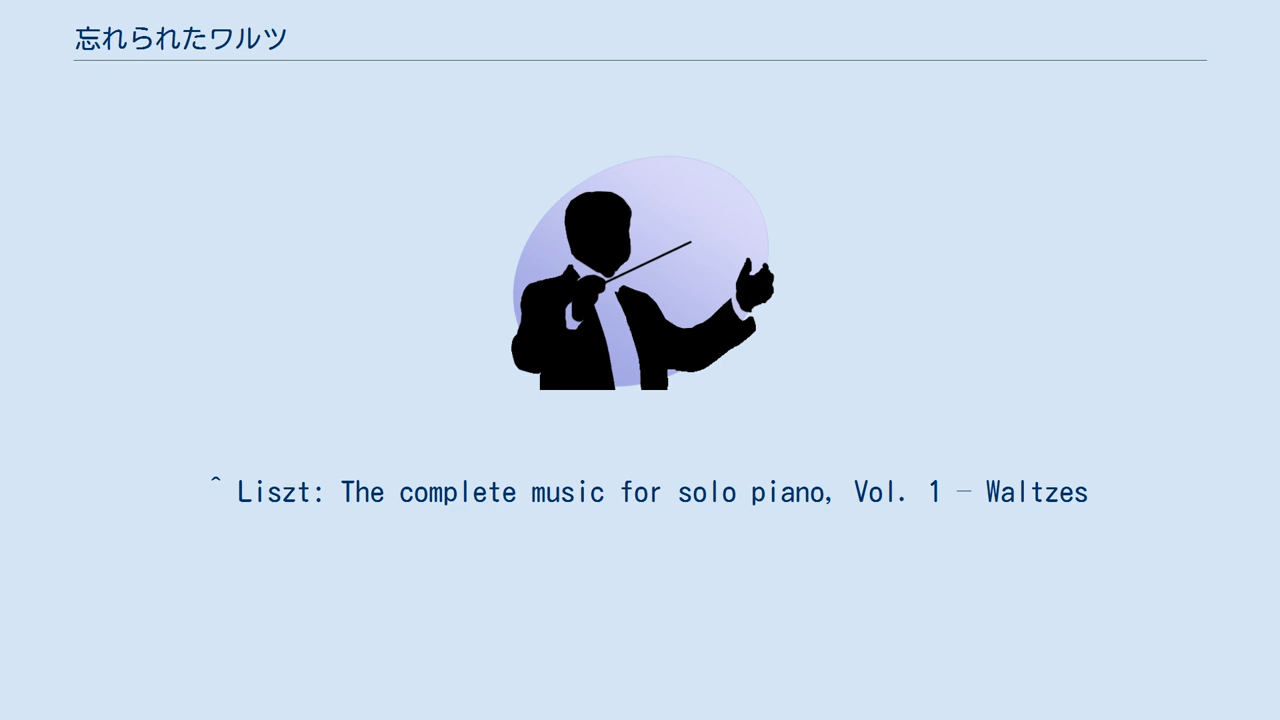 忘れられたワルツ
^ Liszt: The complete music for solo piano, Vol. 1 – Waltzes